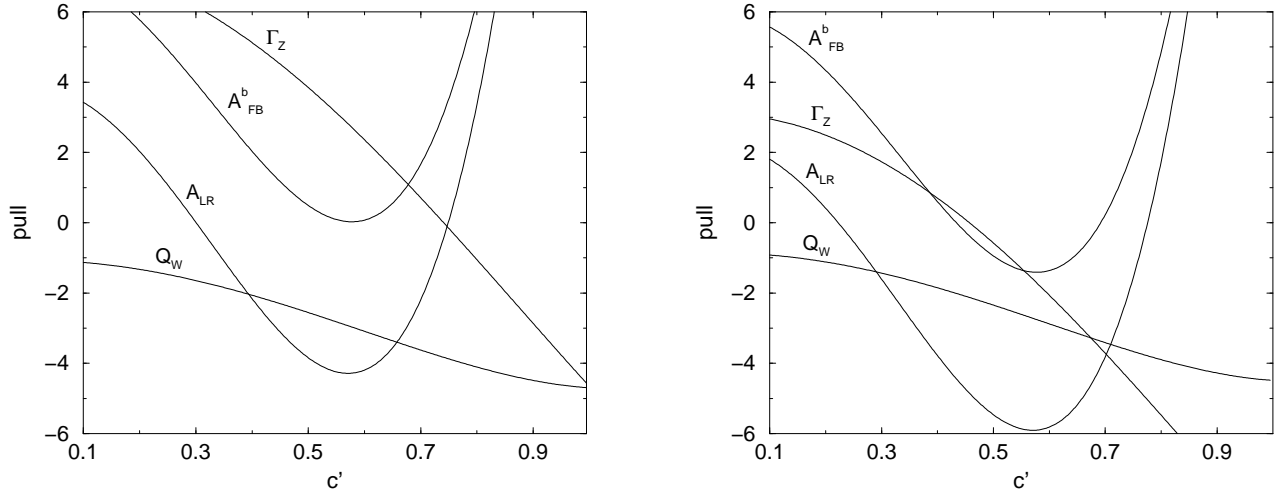 6
4
2
0
−2
−4
−6
pull
0.1 0.3 0.5 0.7 0.9
c’
Γ_Z
A^b_FB
A_LR
Q_W
6
4
2
0
−2
−4
−6
pull
0.1 0.3 0.5 0.7 0.9
c’
A^b_FB
Γ_Z
A_LR
Q_W